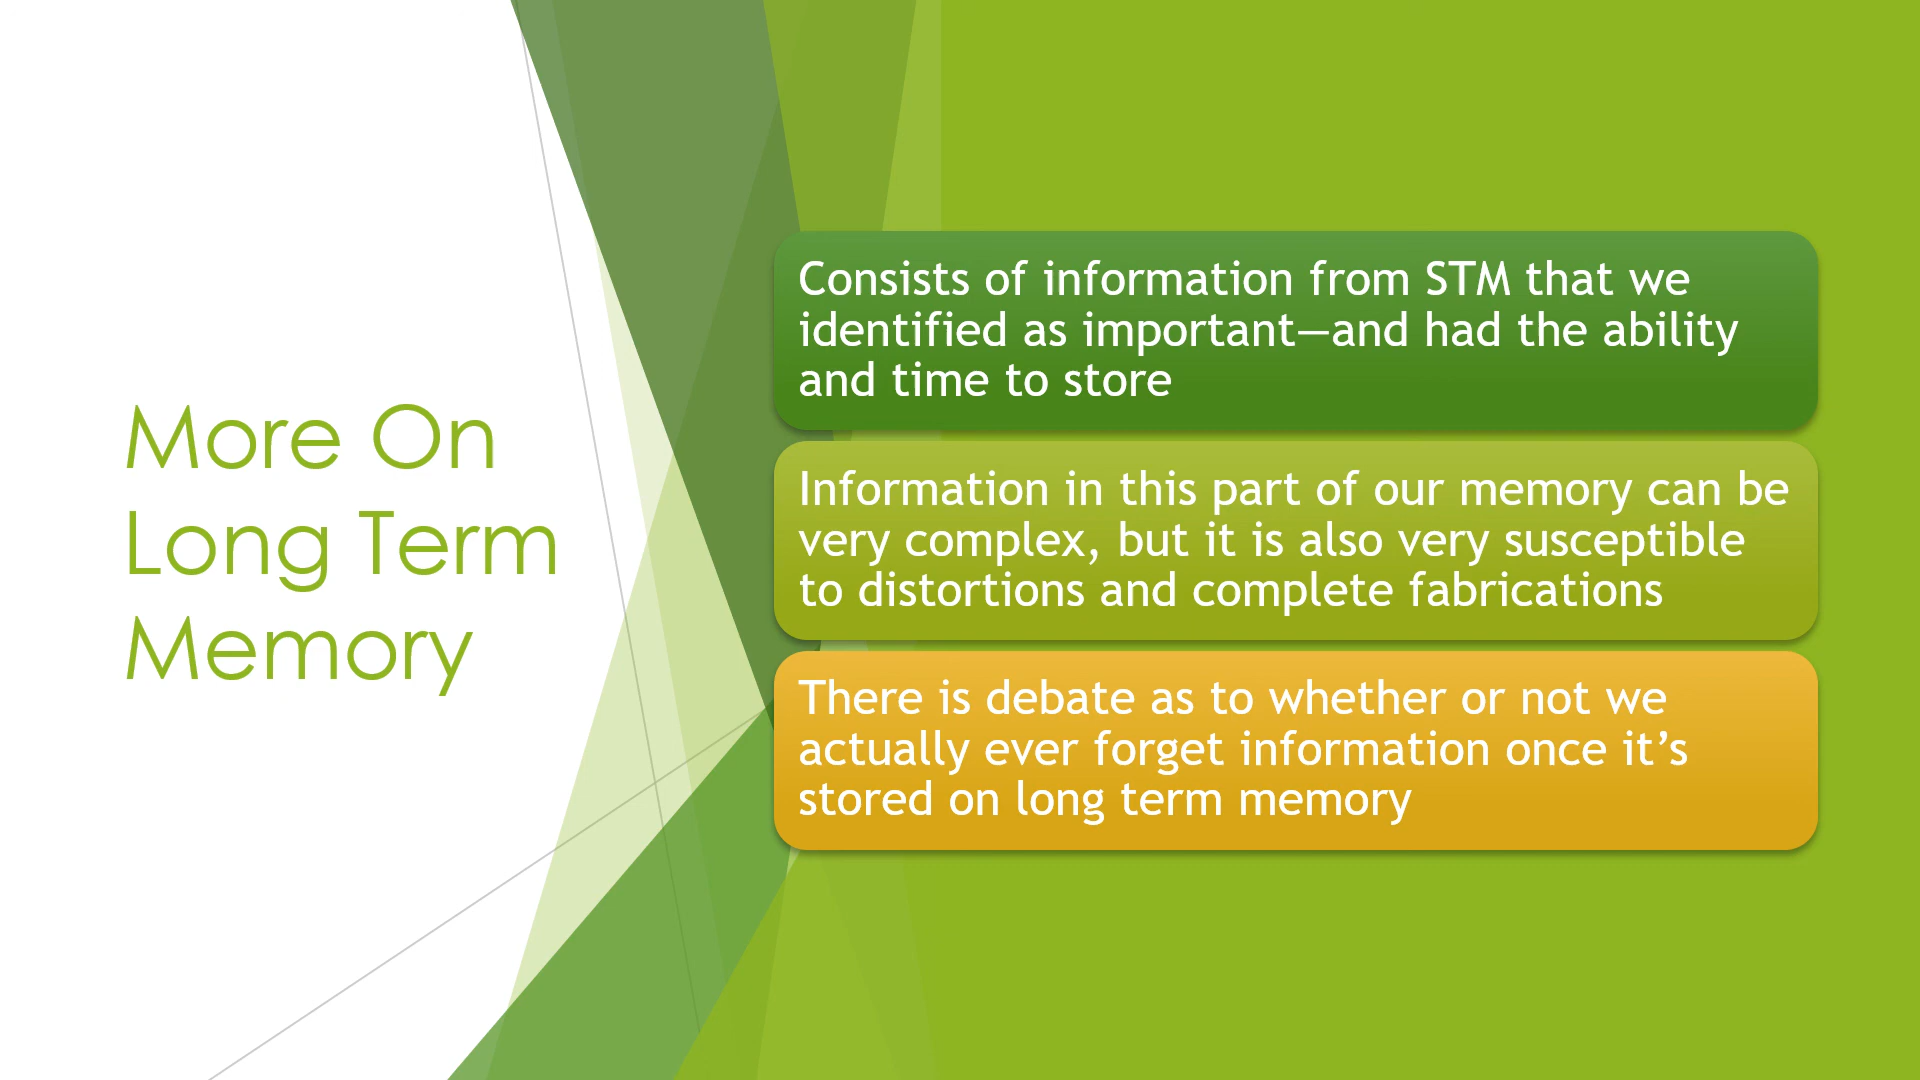 More On
Long Term
Memory
Consists of information from STM that we
identified as important—and had the ability
and time to store
Information in this part of our memory can be
very complex, but it is also very susceptible
to distortions and complete fabrications
There is debate as to whether or not we
actually ever forget information once it’s
stored on long term memory